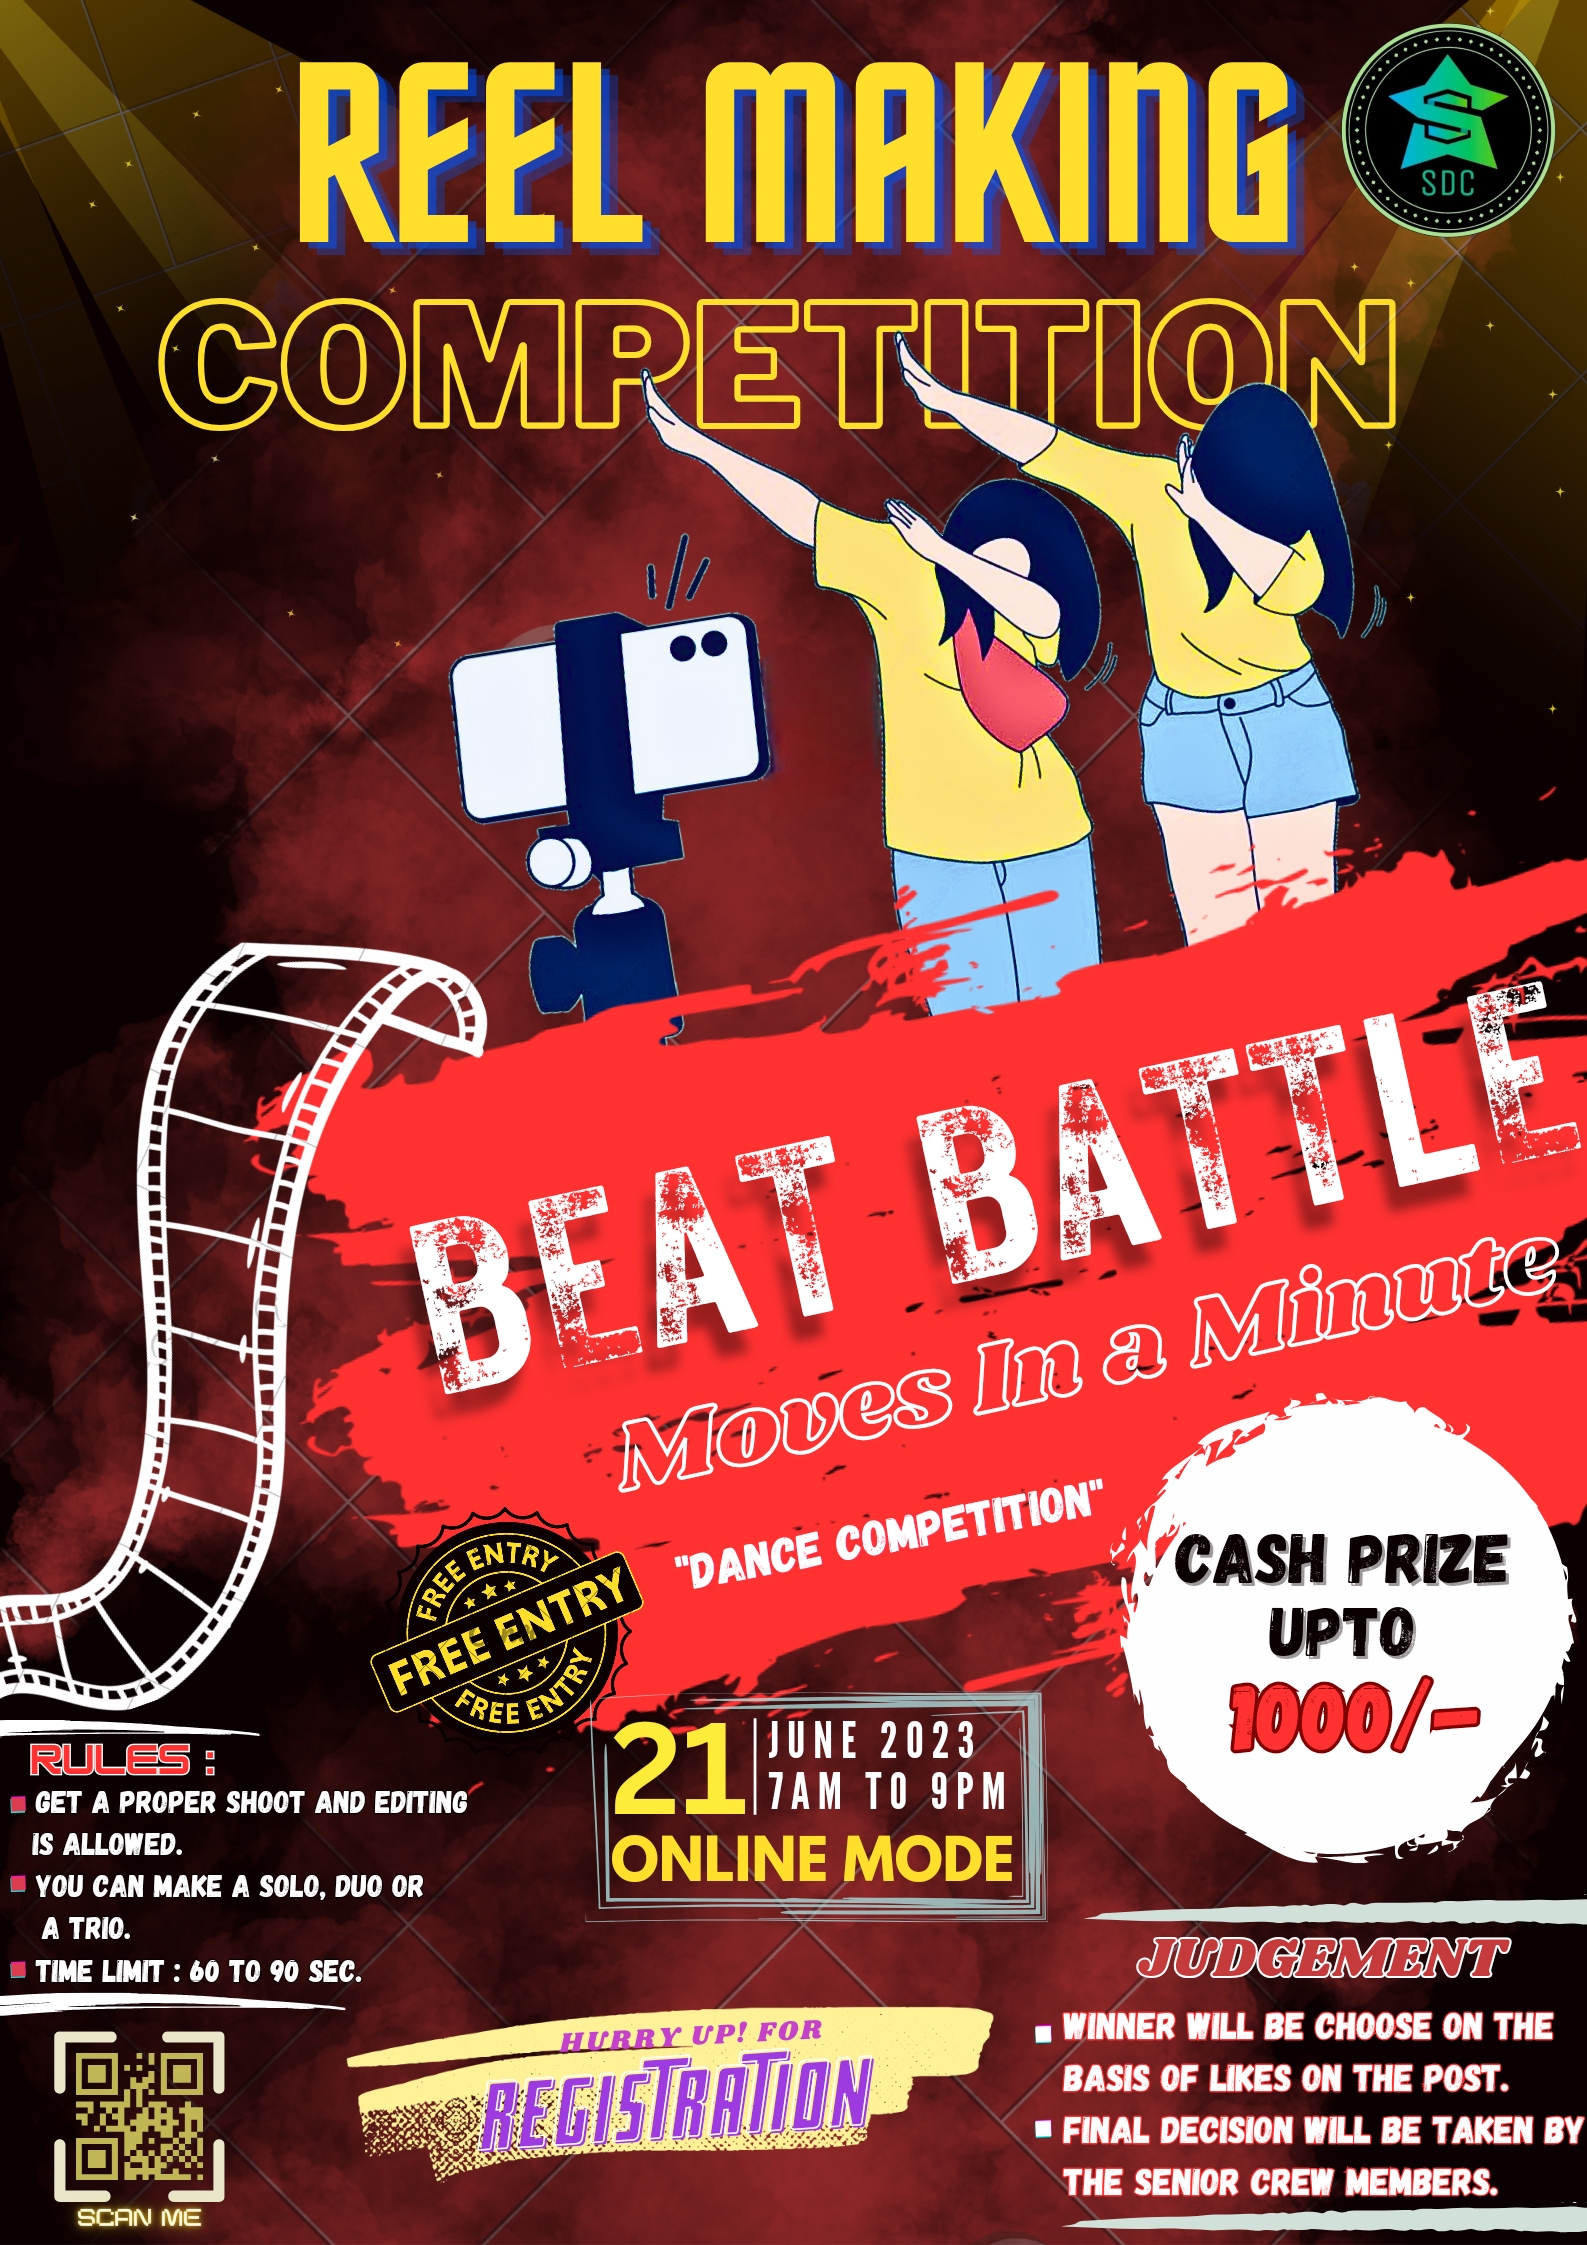 REEL MAKING
SDC
COMPETITION
BEAT BATTLE
Moves In a Minute
"DANCE COMPETITION"
FREE ENTRY
FREE ENTRY
FREE ENTRY
CASH PRIZE
UPTO
1000/-
21
JUNE 2023
7AM TO 9PM
ONLINE MODE
RULES :
GET A PROPER SHOOT AND EDITING
IS ALLOWED.
YOU CAN MAKE A SOLO, DUO OR
A TRIO.
TIME LIMIT : 60 TO 90 SEC.
SCAN ME
HURRY UP! FOR
REGISTRATION
JUDGEMENT
WINNER WILL BE CHOOSE ON THE
BASIS OF LIKES ON THE POST.
FINAL DECISION WILL BE TAKEN BY
THE SENIOR CREW MEMBERS.